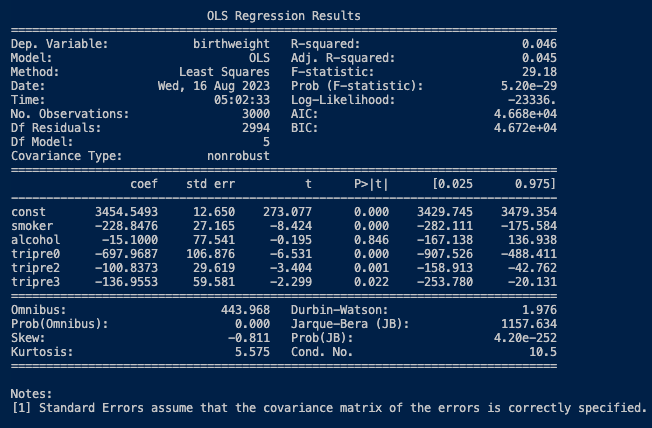 OLS Regression Results
Dep. Variable: birthweight R-squared: 0.046
Model: OLS Adj. R-squared: 0.045
Method: Least Squares F-statistic: 29.18
Date: Wed, 16 Aug 2023 Prob (F-statistic): 5.20e-29
Time: 05:02:33 Log-Likelihood: -23336.
No. Observations: 3000 AIC: 4.668e+04
Df Residuals: 2994 BIC: 4.672e+04
Df Model: 5
Covariance Type: nonrobust
coef std err t P>|t| [0.025 0.975]
const 3454.5493 12.650 273.077 0.000 3429.745 3479.354
smoker -228.8476 27.165 -8.424 0.000 -282.111 -175.584
alcohol -15.1000 77.541 -0.195 0.846 -167.138 136.938
tripre0 -697.9687 106.876 -6.531 0.000 -907.526 -488.411
tripre2 -100.8373 29.619 -3.404 0.001 -158.913 -42.762
tripre3 -136.9553 59.581 -2.299 0.022 -253.780 -20.131
Omnibus: 443.968 Durbin-Watson: 1.976
Prob(Omnibus): 0.000 Jarque-Bera (JB): 1157.634
Skew: -0.811 Prob(JB): 4.20e-252
Kurtosis: 5.575 Cond. No. 10.5
Notes:
[1] Standard Errors assume that the covariance matrix of the errors is correctly specified.